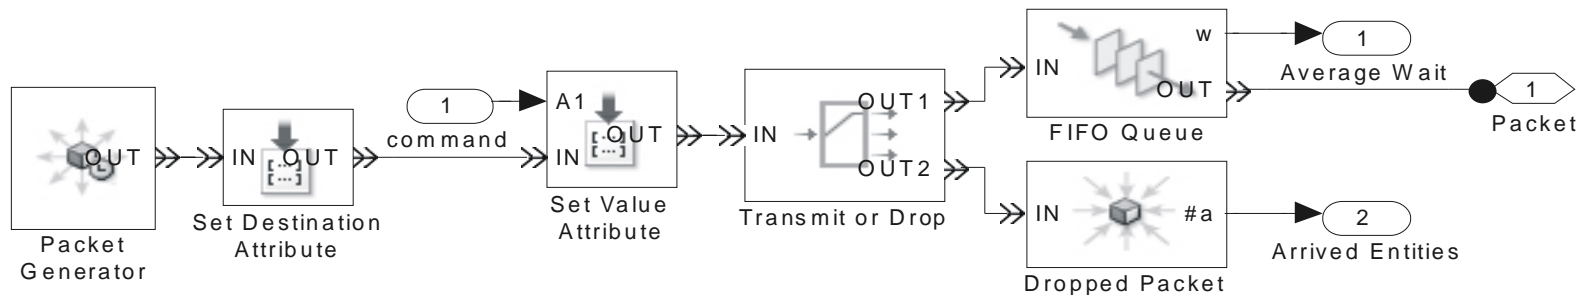 OUT
Packet
Generator
IN
OUT
Set Destination
Attribute
1
command
A1
IN
OUT
Set Value
Attribute
IN
OUT1
OUT2
Transmit or Drop
IN
w
OUT
FIFO Queue
1
Average Wait
1
Packet
IN
#a
Dropped Packet
2
Arrived Entities